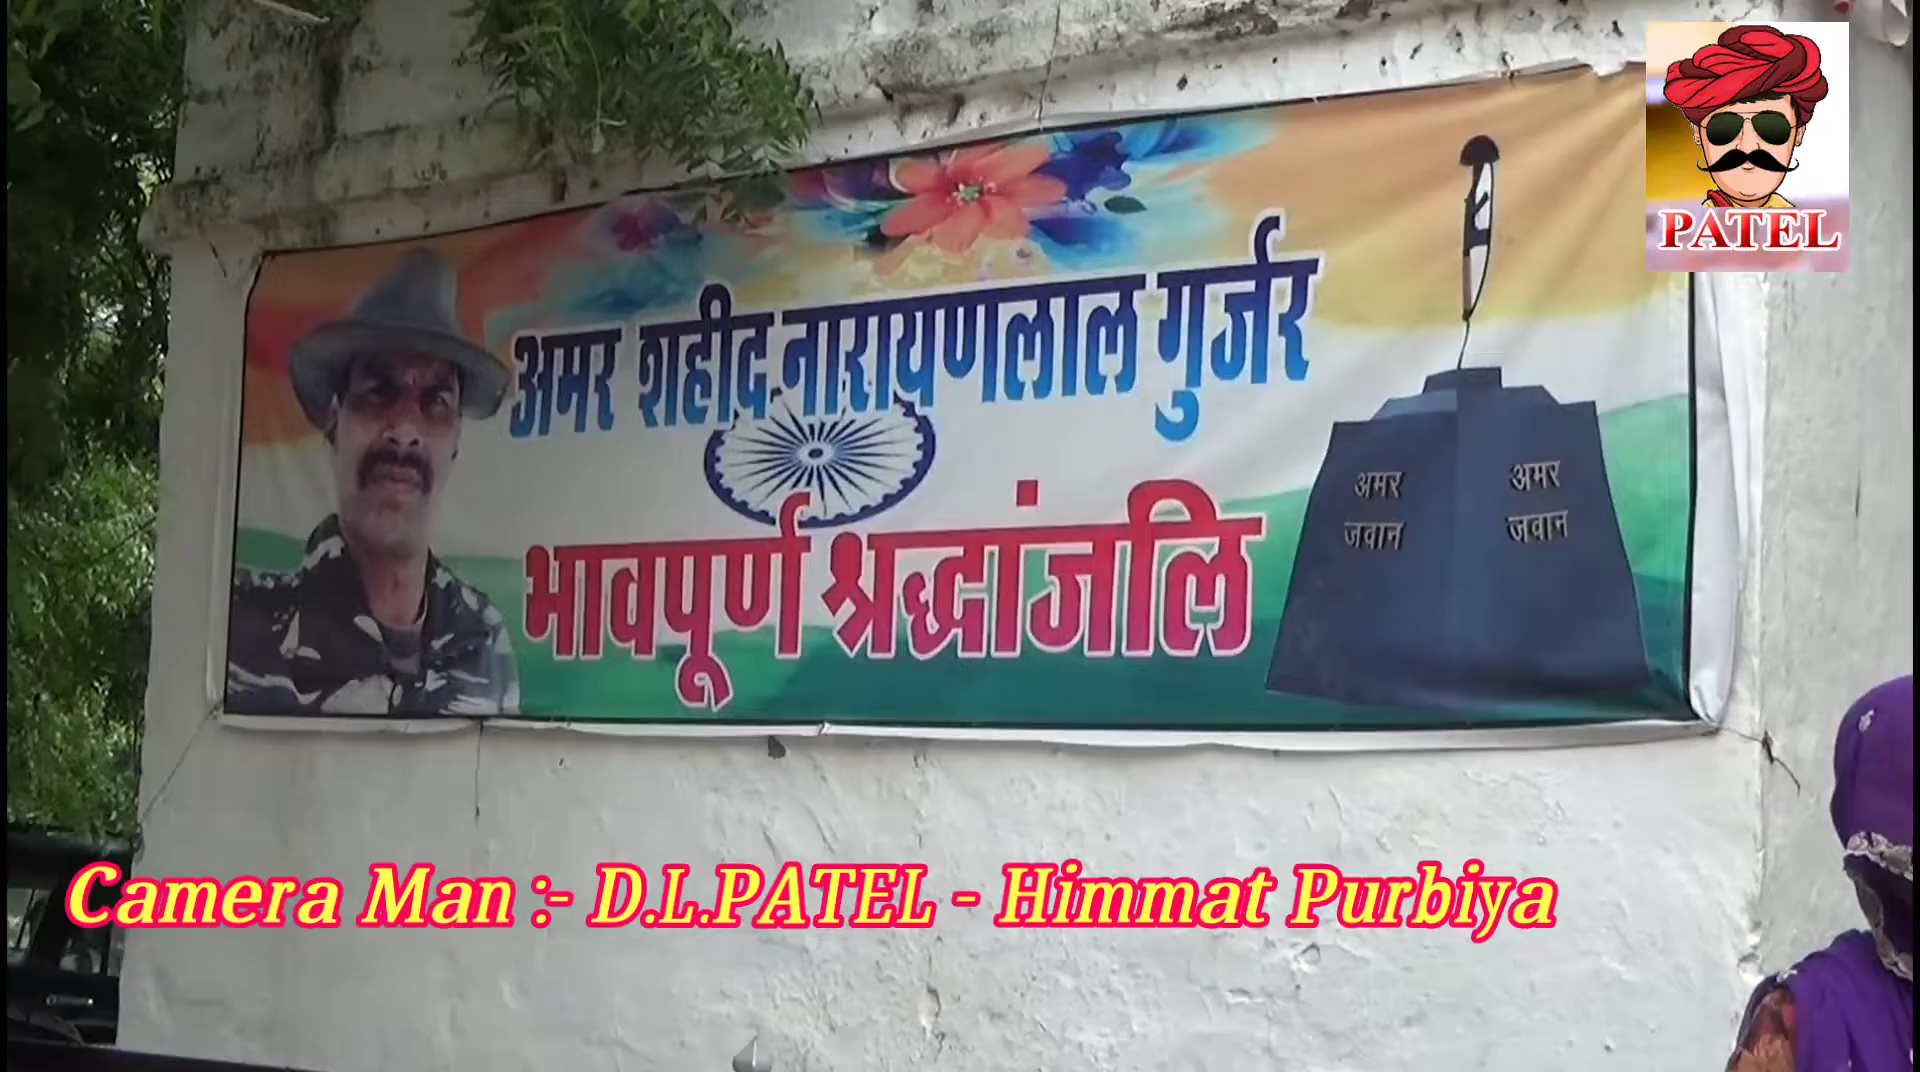 PATEL
अमर शहीद नारायणलाल गुर्जर
भावपूर्ण श्रद्धांजलि
अमर
जवान
अमर
जवान
Camera Man :- D.L.PATEL - Himmat Purbiya